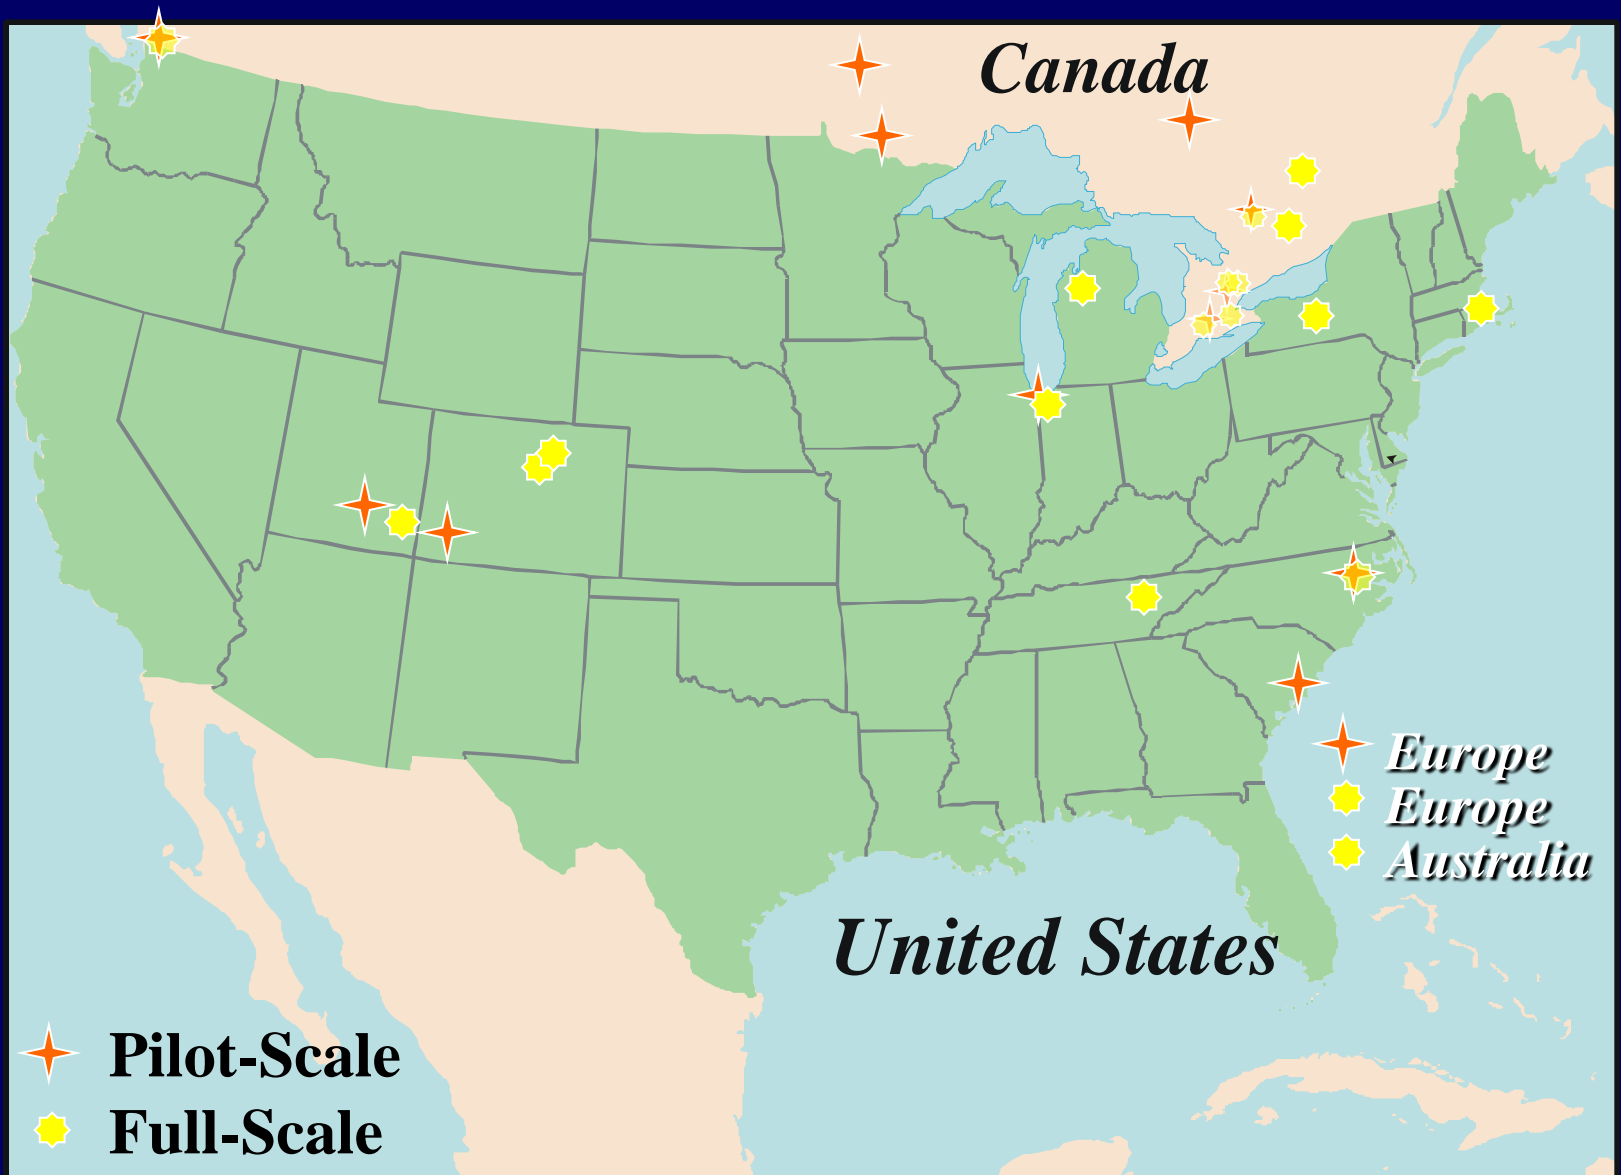 Canada
Europe
Europe
Australia
United States
Pilot-Scale
Full-Scale